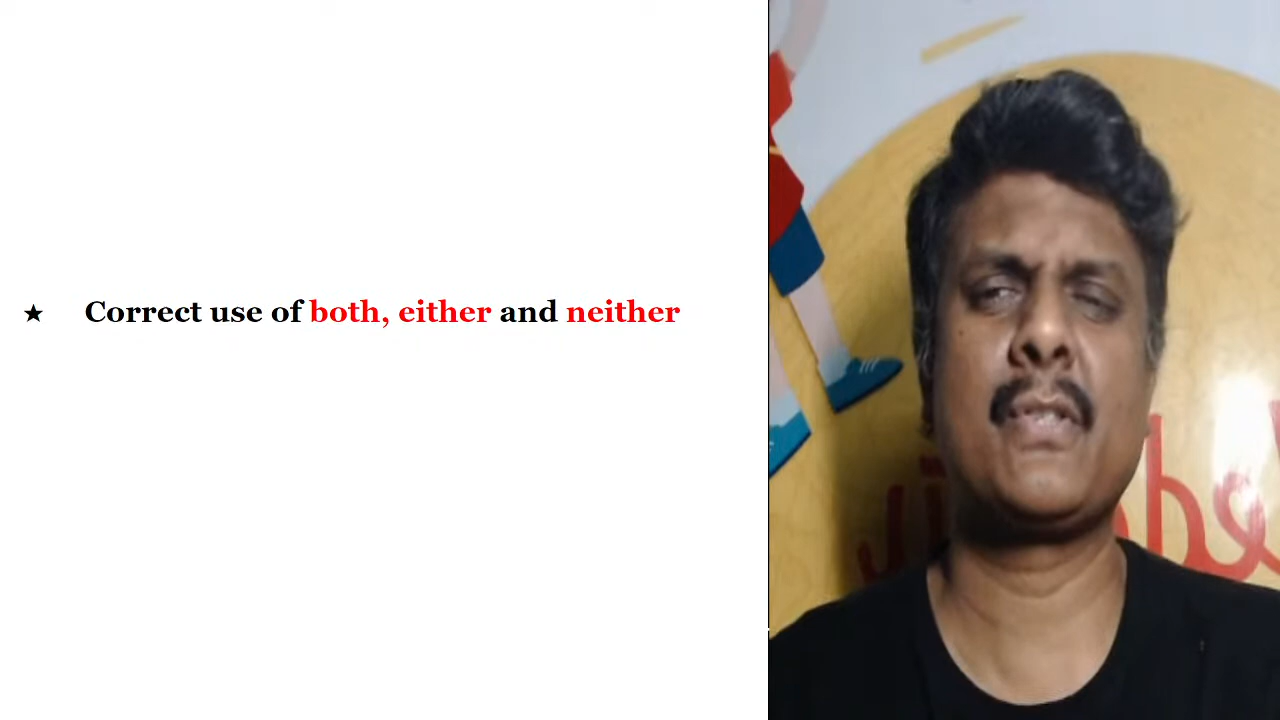 ★ Correct use of both, either and neither